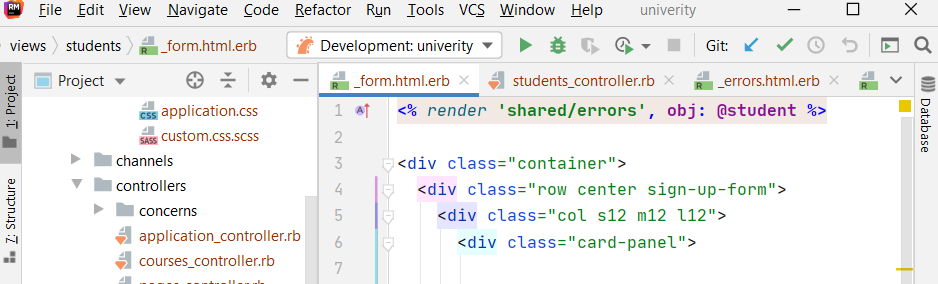 RM File Edit View Navigate Code Refactor Run Tools VCS Window Help univerity
views students _form.html.erb Development: univerity Git:
1: Project
Project
_form.html.erb students_controller.rb _errors.html.erb
CSS application.css
SASS custom.css.scss
channels
controllers
concerns
application_controller.rb
courses_controller.rb
7: Structure
1 <% render 'shared/errors', obj: @student %>
2
3 <div class="container">
4 <div class="row center sign-up-form">
5 <div class="col s12 m12 l12">
6 <div class="card-panel">
7
Database